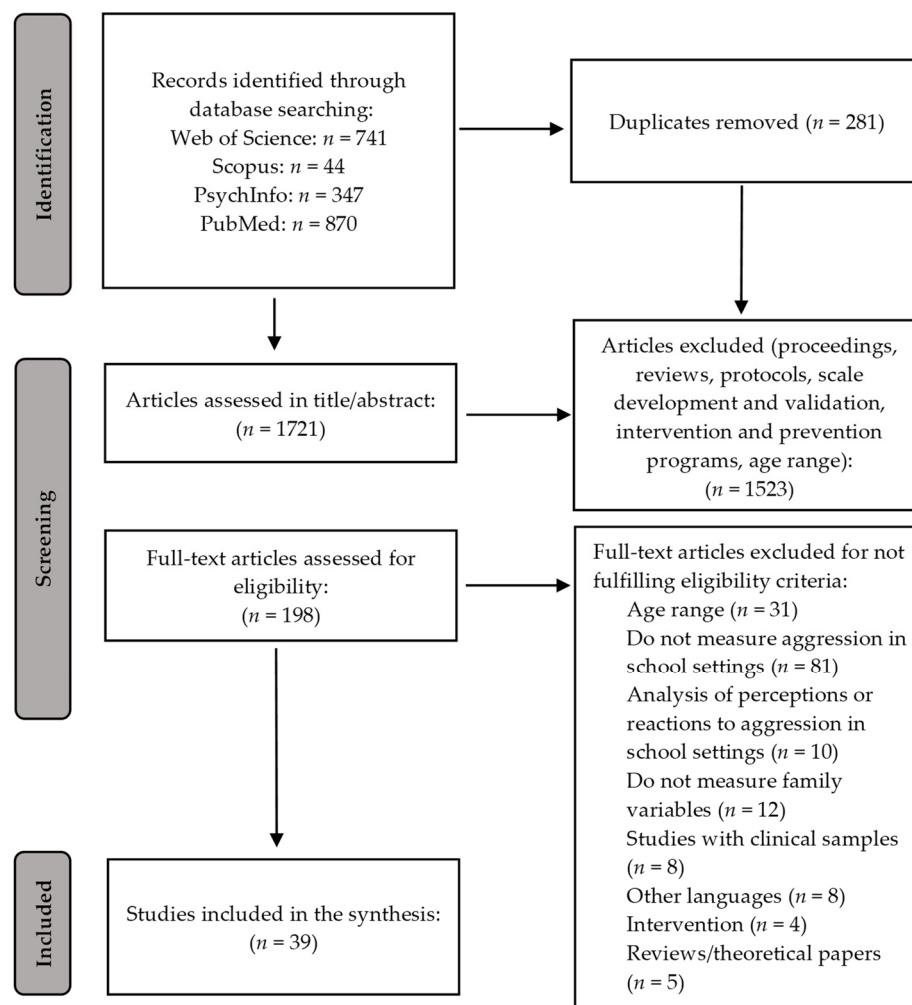 Identification
Records identified through
database searching:
Web of Science: n = 741
Scopus: n = 44
PsychInfo: n = 347
PubMed: n = 870
Duplicates removed (n = 281)
Screening
Articles assessed in title/abstract:
(n = 1721)
Articles excluded (proceedings,
reviews, protocols, scale
development and validation,
intervention and prevention
programs, age range):
(n = 1523)
Full-text articles assessed for
eligibility:
(n = 198)
Full-text articles excluded for not
fulfilling eligibility criteria:
Age range (n = 31)
Do not measure aggression in
school settings (n = 81)
Analysis of perceptions or
reactions to aggression in
school settings (n = 10)
Do not measure family
variables (n = 12)
Studies with clinical samples
(n = 8)
Other languages (n = 8)
Intervention (n = 4)
Reviews/theoretical papers
(n = 5)
Included
Studies included in the synthesis:
(n = 39)